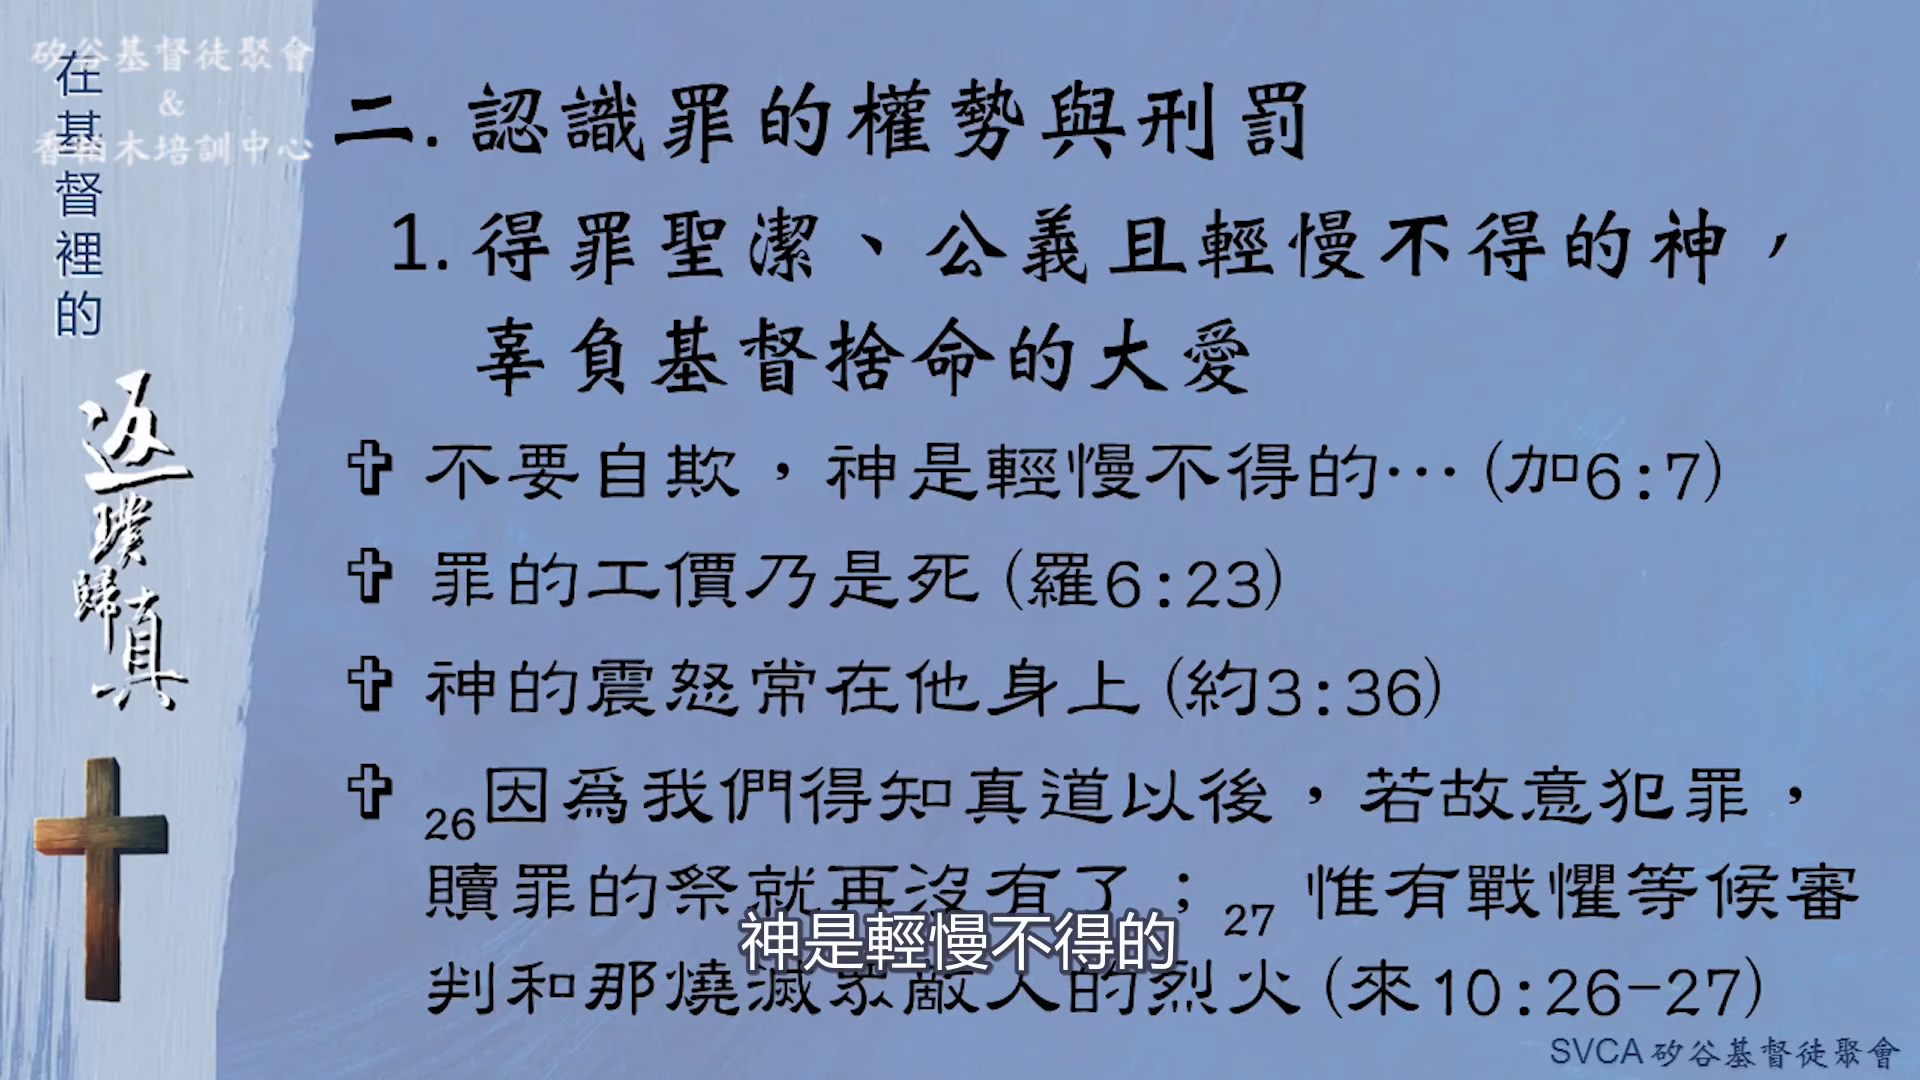 矽谷基督徒聚會
&
香柏木培訓中心
在基督裡的
返璞歸真
二. 認識罪的權勢與刑罰
1. 得罪聖潔、公義且輕慢不得的神，
辜負基督捨命的大愛
✞ 不要自欺，神是輕慢不得的… (加6:7)
✞ 罪的工價乃是死 (羅6:23)
✞ 神的震怒常在他身上 (約3:36)
✞ 26因爲我們得知真道以後，若故意犯罪，
贖罪的祭就再沒有了；27 惟有戰懼等候審
判和那燒滅眾敵人的烈火 (來10:26-27)
神是輕慢不得的
SVCA 矽谷基督徒聚會